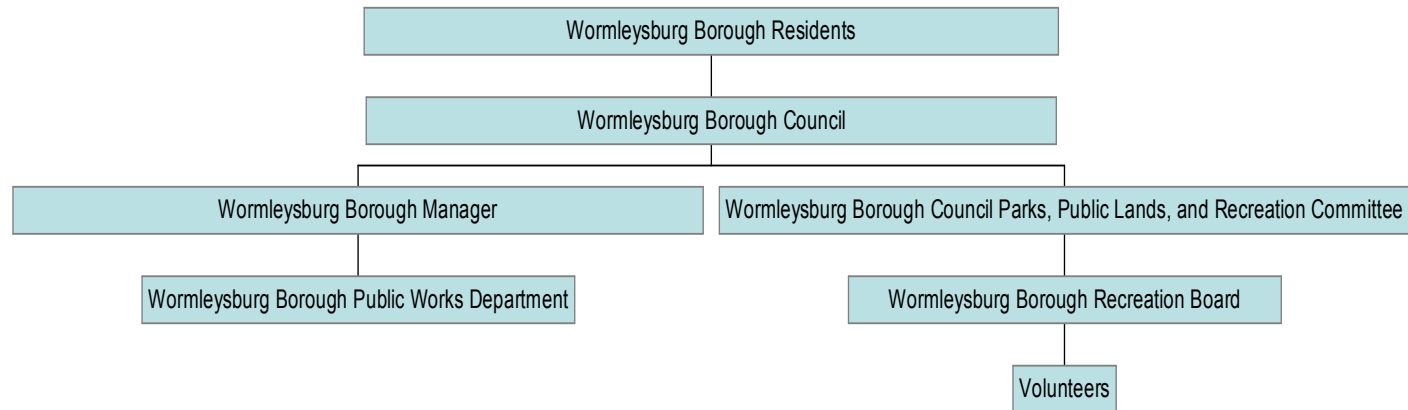 Wormleysburg Borough Residents
Wormleysburg Borough Council
Wormleysburg Borough Manager
Wormleysburg Borough Council Parks, Public Lands, and Recreation Committee
Wormleysburg Borough Public Works Department
Wormleysburg Borough Recreation Board
Volunteers